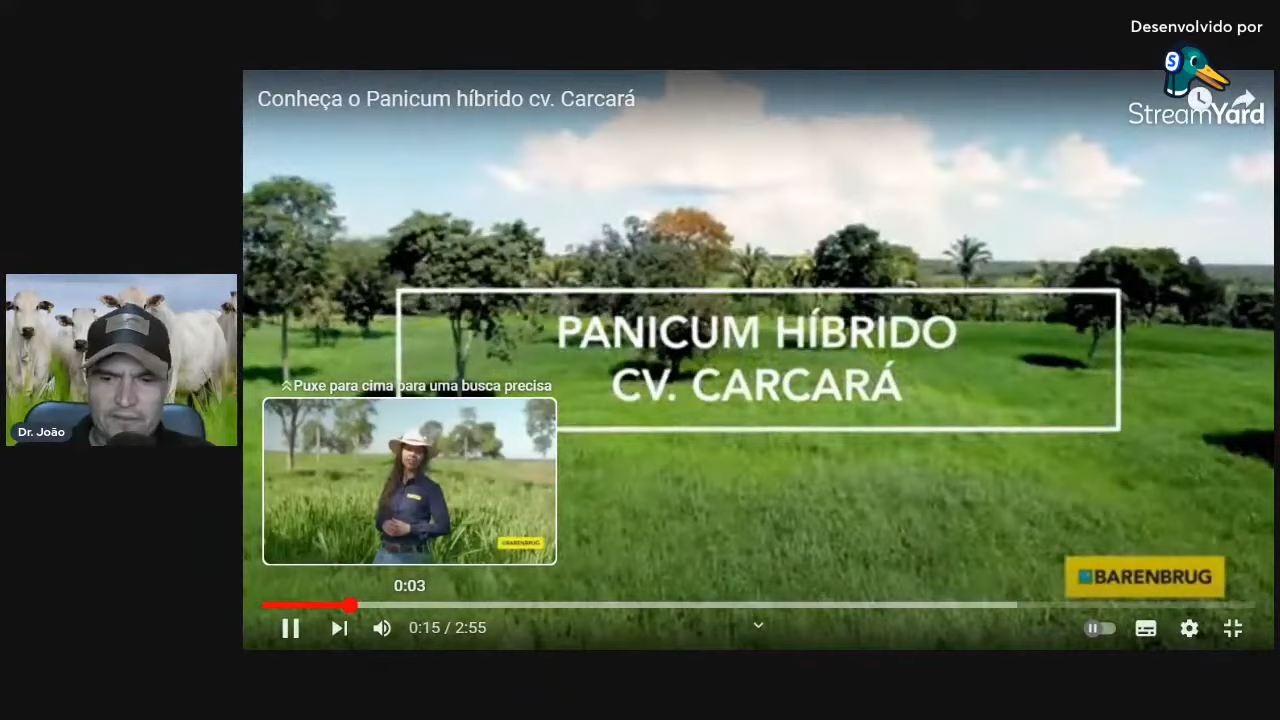 Desenvolvido por
S
StreamYard
Conheça o Panicum híbrido cv. Carcará
PANICUM HÍBRIDO
CV. CARCARÁ
Puxe para cima para uma busca precisa
Dr. João
BARENBRUG
0:03
BARENBRUG
0:15 / 2:55